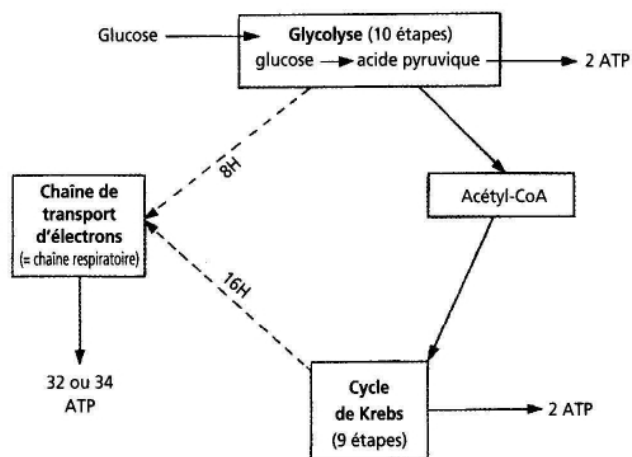 Glucose
Glycolyse (10 étapes)
glucose acide pyruvique
2 ATP
8H
Chaîne de
transport
d'électrons
(= chaîne respiratoire)
Acétyl-CoA
16H
32 ou 34
ATP
Cycle
de Krebs
(9 étapes)
2 ATP